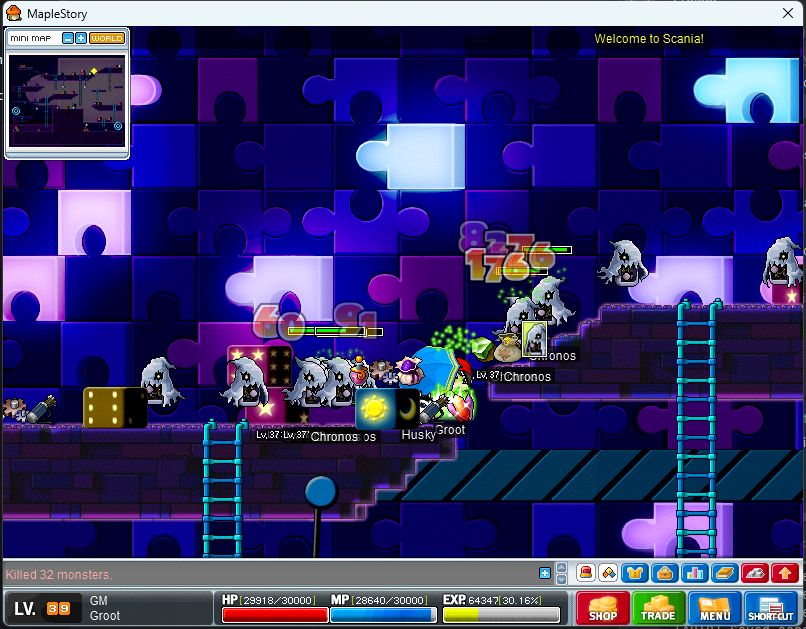 MapleStory
MINI MAP
WORLD
Welcome to Scania!
Chronos
Lv. 37 Chronos
Groot
Husky
Lv. 37 Lv. 37 Chronos os
Killed 32 monsters.
LV. 39
GM
Groot
HP[29918/30000]
MP[28640/30000]
EXP. 64347[30.16%]
SHOP
TRADE
MENU
SHORTCUT